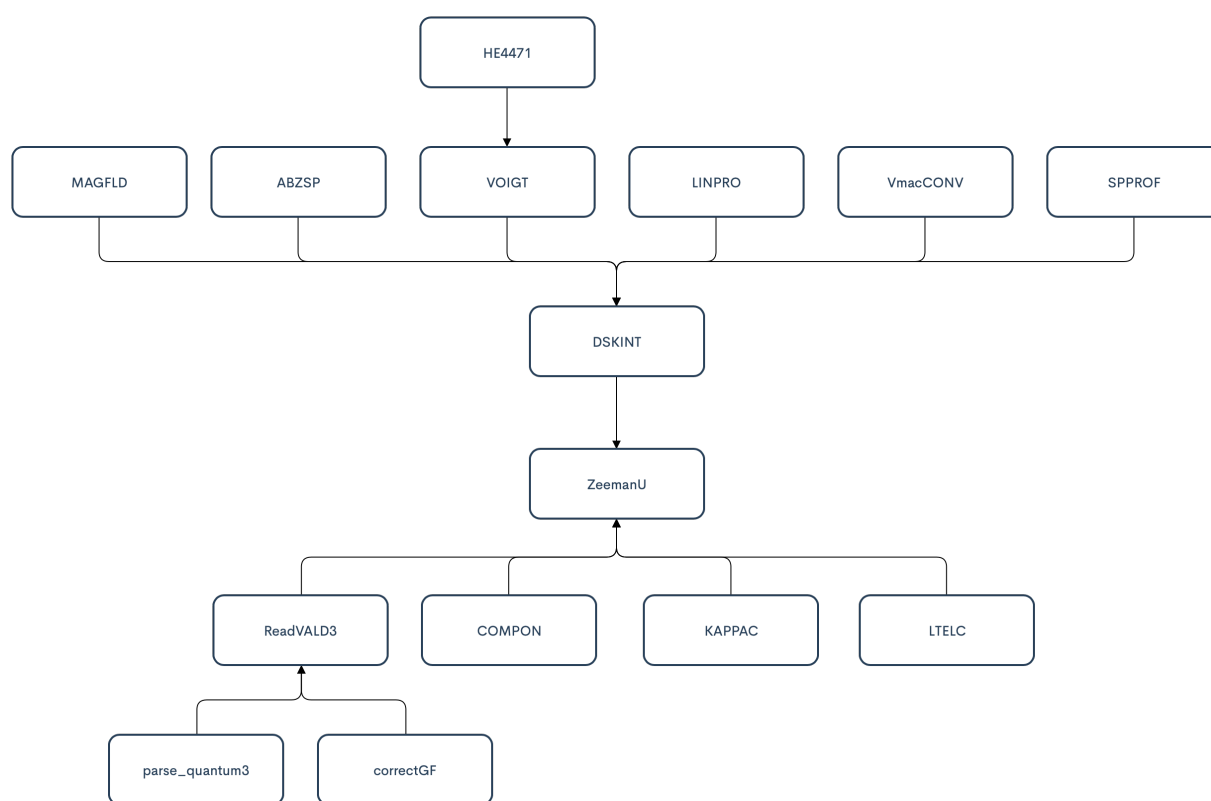 HE4471
MAGFLD
ABZSP
VOIGT
LINPRO
VmacCONV
SPPROF
DSKINT
ZeemanU
ReadVALD3
COMPON
KAPPAC
LTELC
parse_quantum3
correctGF